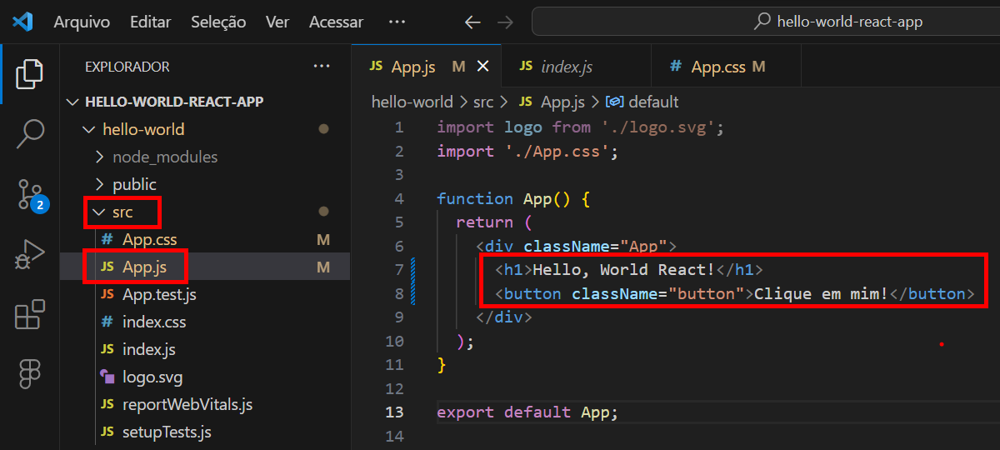 Arquivo Editar Seleção Ver Acessar ··· hello-world-react-app
EXPLORADOR ···
HELLO-WORLD-REACT-APP
hello-world
node_modules
public
src
# App.css M
JS App.js M
JS App.test.js
# index.css
JS index.js
logo.svg
JS reportWebVitals.js
JS setupTests.js
2
JS App.js M JS index.js # App.css M
hello-world > src > JS App.js > default
1 import logo from './logo.svg';
2 import './App.css';
3
4 function App() {
5 return (
6 <div className="App">
7 <h1>Hello, World React!</h1>
8 <button className="button">Clique em mim!</button>
9 </div>
10 );
11 }
12
13 export default App;
14